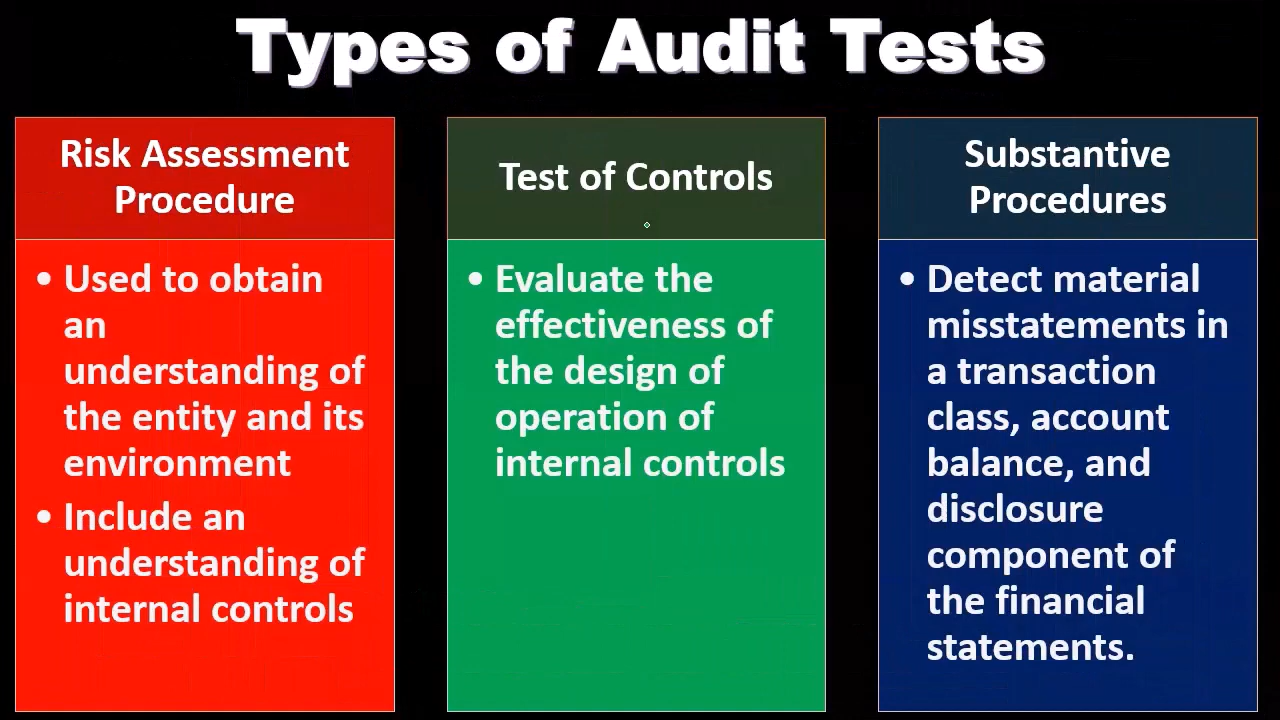 Types of Audit Tests
Risk Assessment
Procedure
• Used to obtain
an
understanding of
the entity and its
environment
• Include an
understanding of
internal controls
Test of Controls
• Evaluate the
effectiveness of
the design of
operation of
internal controls
Substantive
Procedures
• Detect material
misstatements in
a transaction
class, account
balance, and
disclosure
component of
the financial
statements.